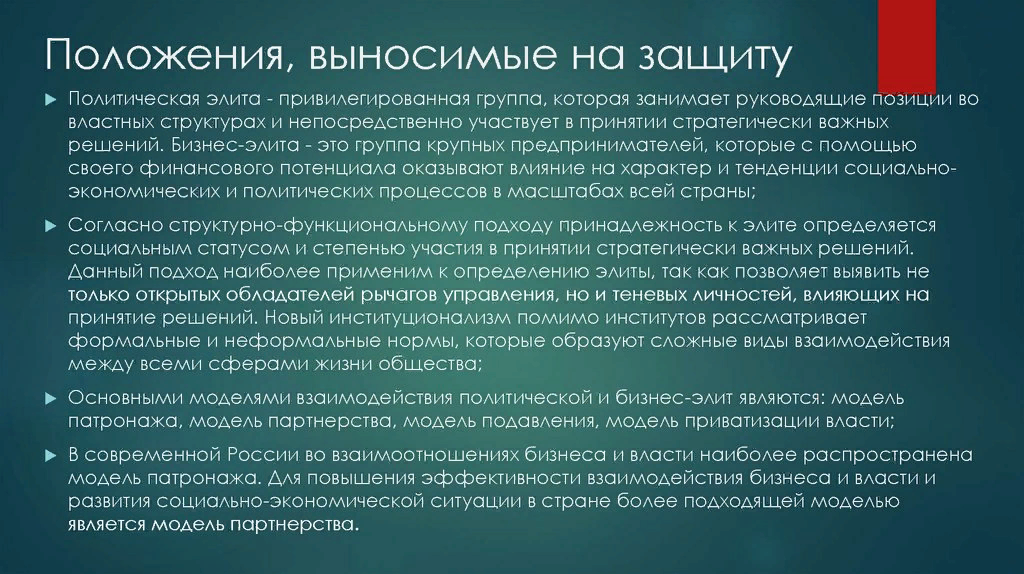 Положения, выносимые на защиту
Политическая элита - привилегированная группа, которая занимает руководящие позиции во
властных структурах и непосредственно участвует в принятии стратегически важных
решений. Бизнес-элита - это группа крупных предпринимателей, которые с помощью
своего финансового потенциала оказывают влияние на характер и тенденции социально-
экономических и политических процессов в масштабах всей страны;
Согласно структурно-функциональному подходу принадлежность к элите определяется
социальным статусом и степенью участия в принятии стратегически важных решений.
Данный подход наиболее применим к определению элиты, так как позволяет выявить не
только открытых обладателей рычагов управления, но и теневых личностей, влияющих на
принятие решений. Новый институционализм помимо институтов рассматривает
формальные и неформальные нормы, которые образуют сложные виды взаимодействия
между всеми сферами жизни общества;
Основными моделями взаимодействия политической и бизнес-элит являются: модель
патронажа, модель партнерства, модель подавления, модель приватизации власти;
В современной России во взаимоотношениях бизнеса и власти наиболее распространена
модель патронажа. Для повышения эффективности взаимодействия бизнеса и власти и
развития социально-экономической ситуации в стране более подходящей моделью
является модель партнерства.